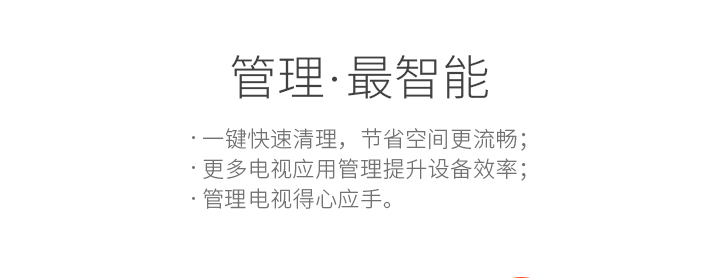 管理·最智能
· 一键快速清理，节省空间更流畅；
· 更多电视应用管理提升设备效率；
· 管理电视得心应手。